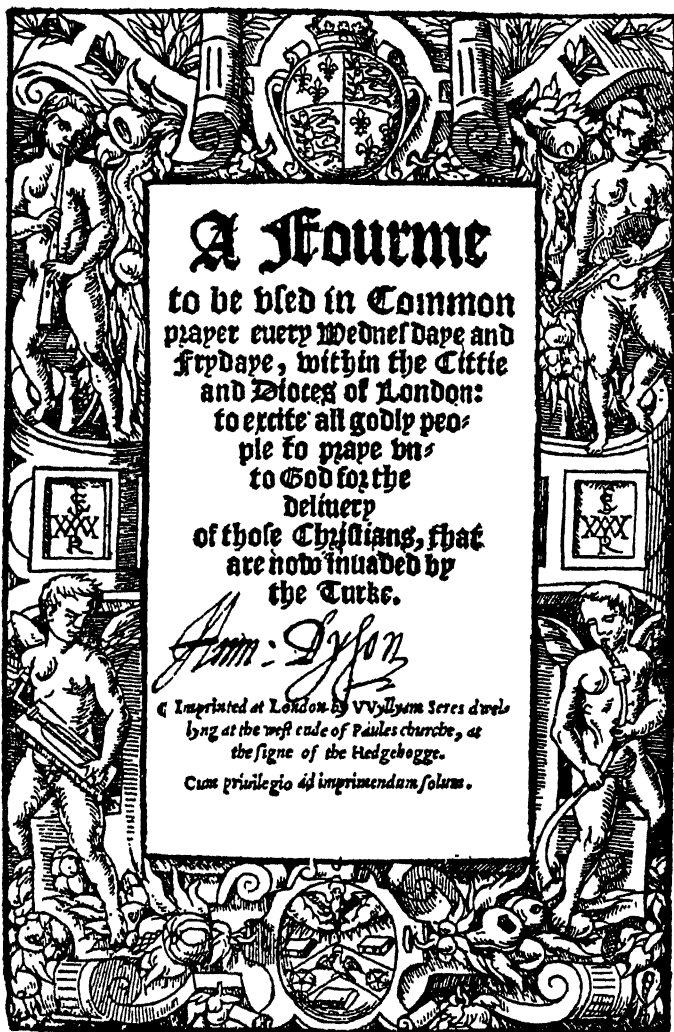 A Fourme
to be vsed in Common
prayer euery Wednesdaye and
Frydaye, within the Cittie
and Dioces of London:
to excite all godly peo-
ple to praye vn-
to God for the
deliuery
of those Christians, that
are now inuaded by
the Turke.
Hum: Dyson
¶ Imprinted at London by VVyllyam Seres dwel-
lyng at the west ende of Paules churche, at
the signe of the Hedgehogge.
Cum priuilegio ad imprimendum solum.